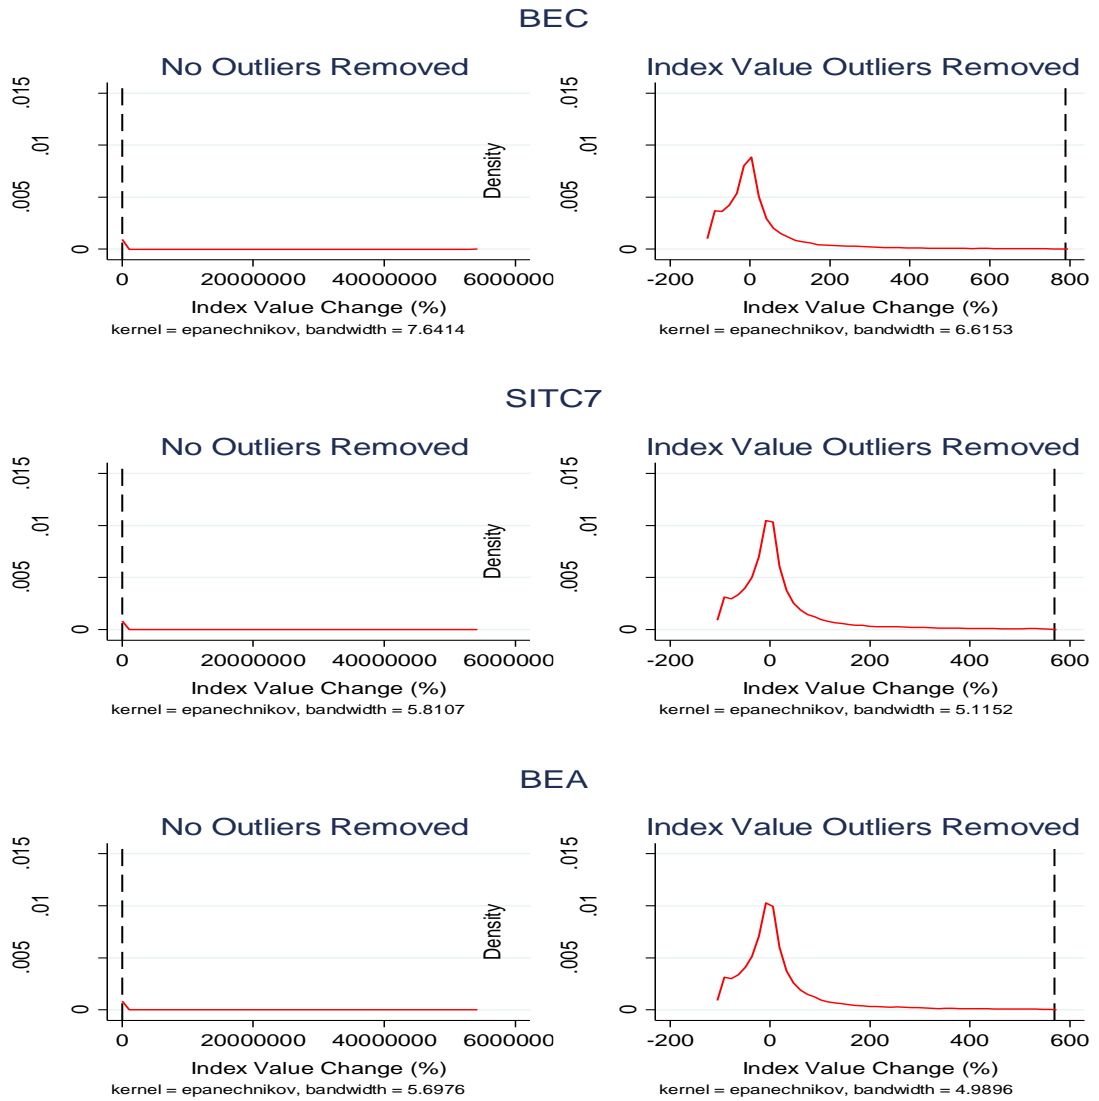 BEC
No Outliers Removed
.015
.01
.005
0
0 20000000 40000000 6000000
Index Value Change (%)
kernel = epanechnikov, bandwidth = 7.6414
Index Value Outliers Removed
Density
.015
.01
.005
0
-200 0 200 400 600 800
Index Value Change (%)
kernel = epanechnikov, bandwidth = 6.6153
SITC7
No Outliers Removed
.015
.01
.005
0
0 20000000 40000000 6000000
Index Value Change (%)
kernel = epanechnikov, bandwidth = 5.8107
Index Value Outliers Removed
Density
.015
.01
.005
0
-200 0 200 400 600
Index Value Change (%)
kernel = epanechnikov, bandwidth = 5.1152
BEA
No Outliers Removed
.015
.01
.005
0
0 20000000 40000000 6000000
Index Value Change (%)
kernel = epanechnikov, bandwidth = 5.6976
Index Value Outliers Removed
Density
.015
.01
.005
0
-200 0 200 400 600
Index Value Change (%)
kernel = epanechnikov, bandwidth = 4.9896